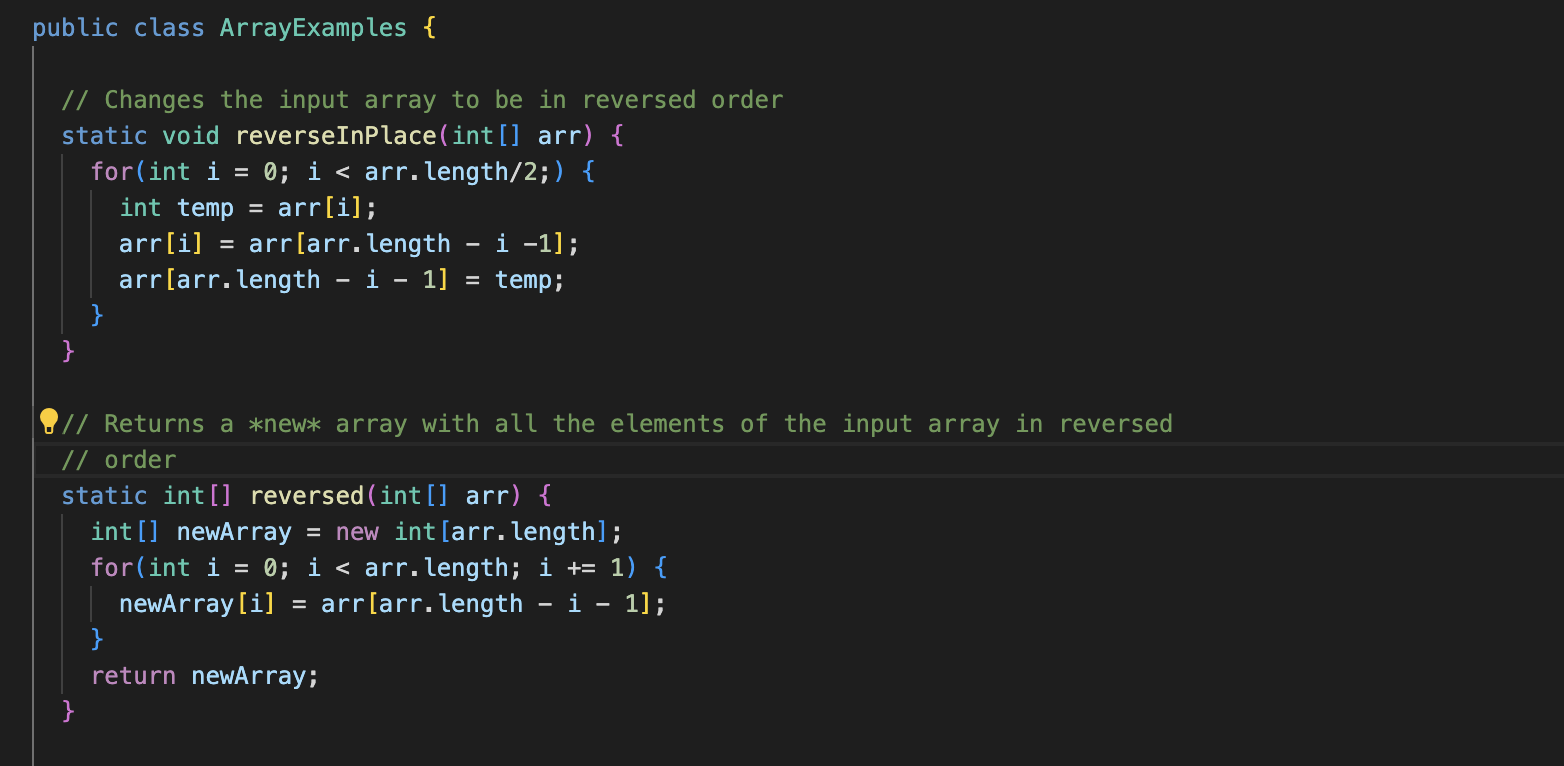 public class ArrayExamples {
// Changes the input array to be in reversed order
static void reverseInPlace(int[] arr) {
for(int i = 0; i < arr.length/2;) {
int temp = arr[i];
arr[i] = arr[arr.length - i -1];
arr[arr.length - i - 1] = temp;
}
}
// Returns a *new* array with all the elements of the input array in reversed
// order
static int[] reversed(int[] arr) {
int[] newArray = new int[arr.length];
for(int i = 0; i < arr.length; i += 1) {
newArray[i] = arr[arr.length - i - 1];
}
return newArray;
}